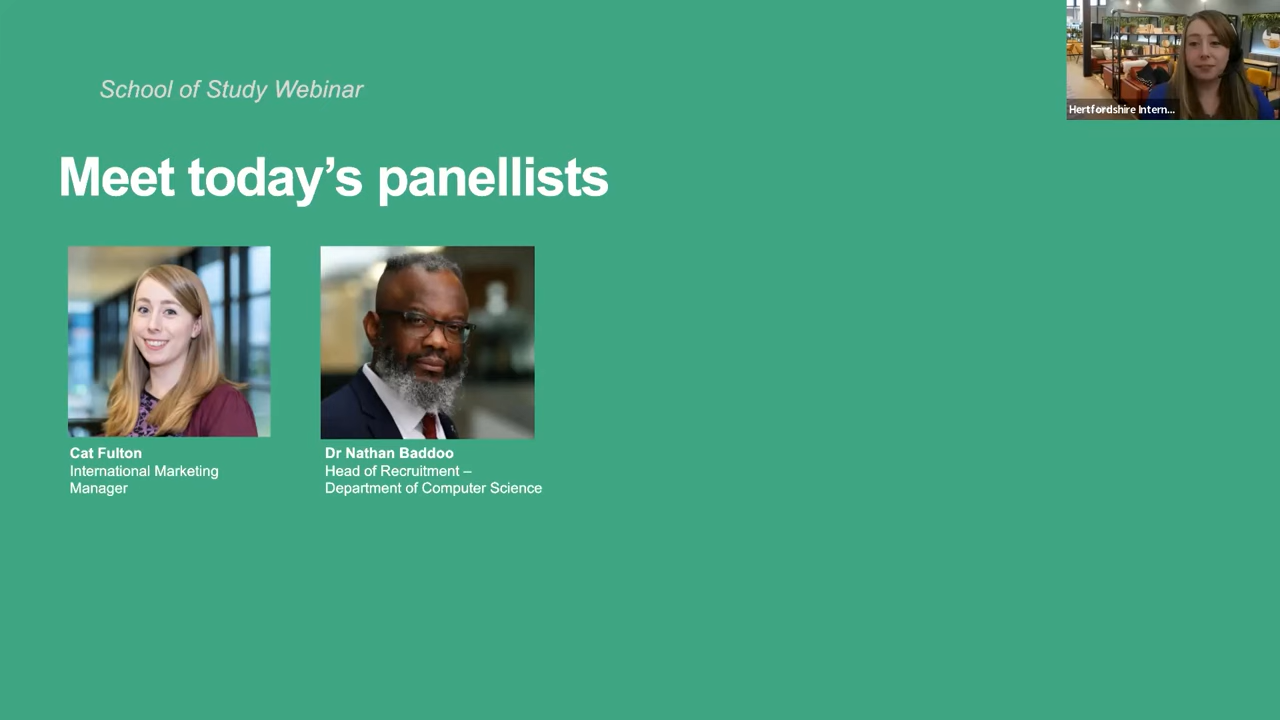 School of Study Webinar
Hertfordshire Intern...
Meet today’s panellists
Cat Fulton
International Marketing
Manager
Dr Nathan Baddoo
Head of Recruitment –
Department of Computer Science